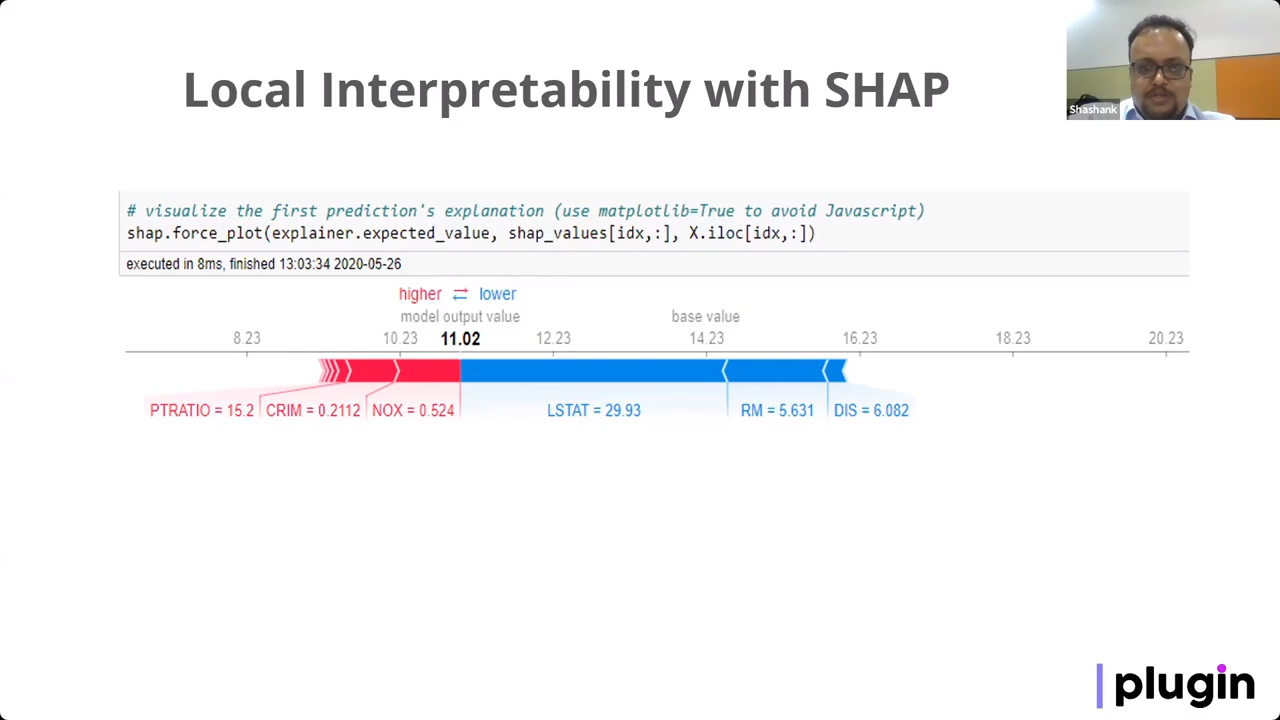 Local Interpretability with SHAP
Shashank
# visualize the first prediction's explanation (use matplotlib=True to avoid Javascript)
shap.force_plot(explainer.expected_value, shap_values[idx,:], X.iloc[idx,:])
executed in 8ms, finished 13:03:34 2020-05-26
higher ⇄ lower
model output value base value
8.23 10.23 11.02 12.23 14.23 16.23 18.23 20.23
PTRATIO = 15.2 CRIM = 0.2112 NOX = 0.524 LSTAT = 29.93 RM = 5.631 DIS = 6.082
plugin